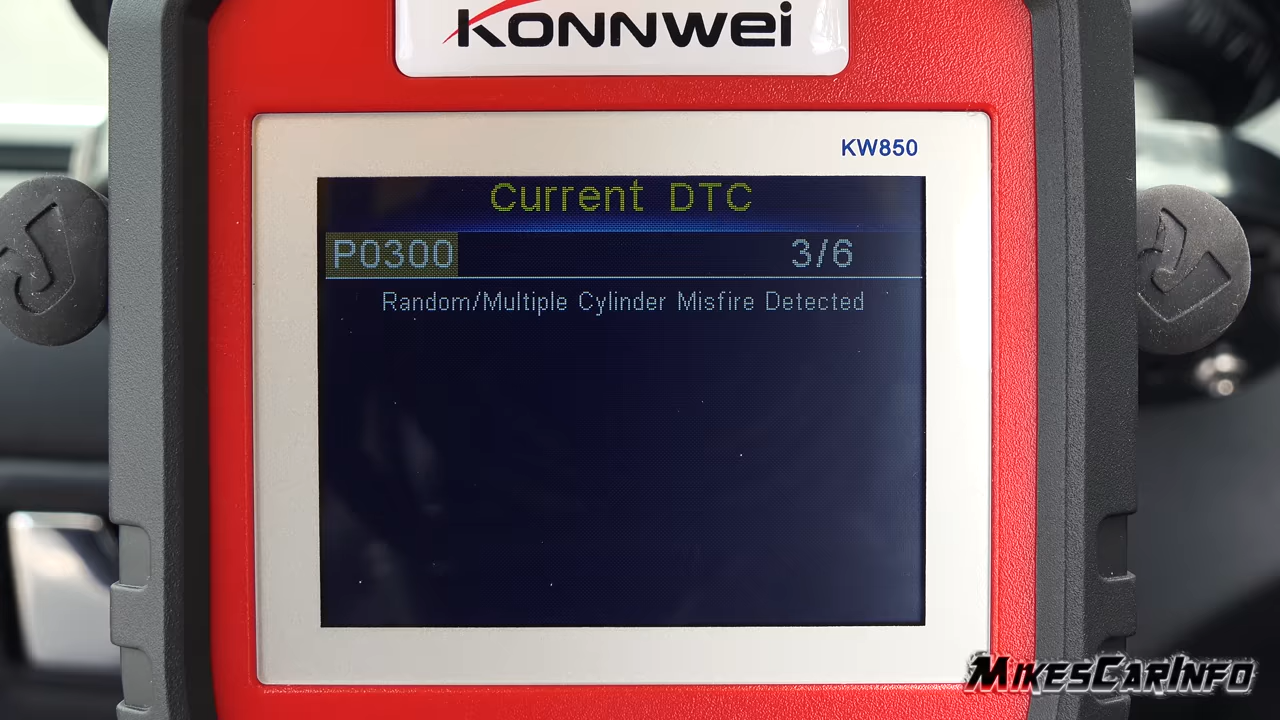 KONNWEI
KW850
Current DTC
P0300 3/6
Random/Multiple Cylinder Misfire Detected
MIKESCARINFO